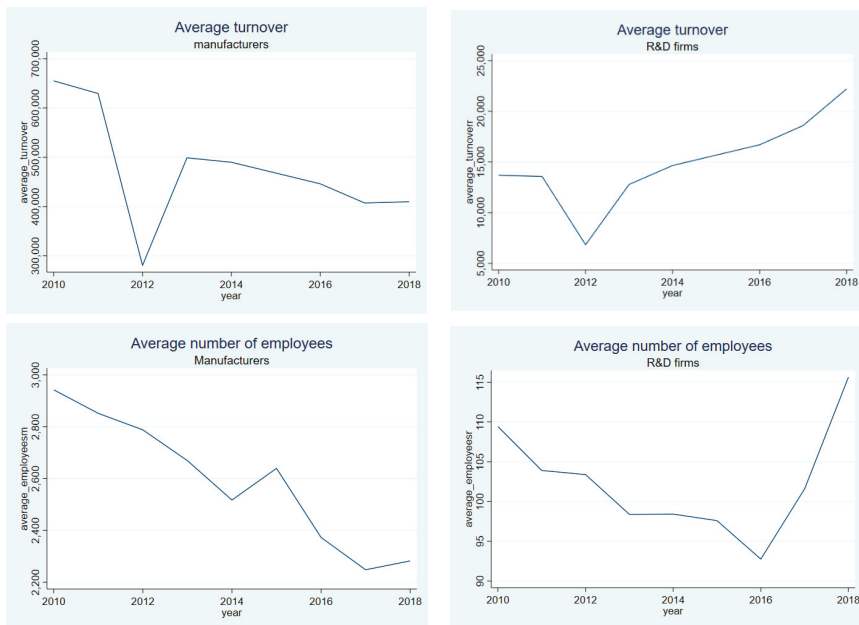 Average turnover
manufacturers
700,000
600,000
500,000
400,000
300,000
average_turnover
2010 2012 2014 2016 2018
year
Average turnover
R&D firms
25,000
20,000
15,000
10,000
5,000
average_turnoverr
2010 2012 2014 2016 2018
year
Average number of employees
Manufacturers
3,000
2,800
2,600
2,400
2,200
average_employeesm
2010 2012 2014 2016 2018
year
Average number of employees
R&D firms
115
110
105
100
95
90
average_employeesr
2010 2012 2014 2016 2018
year